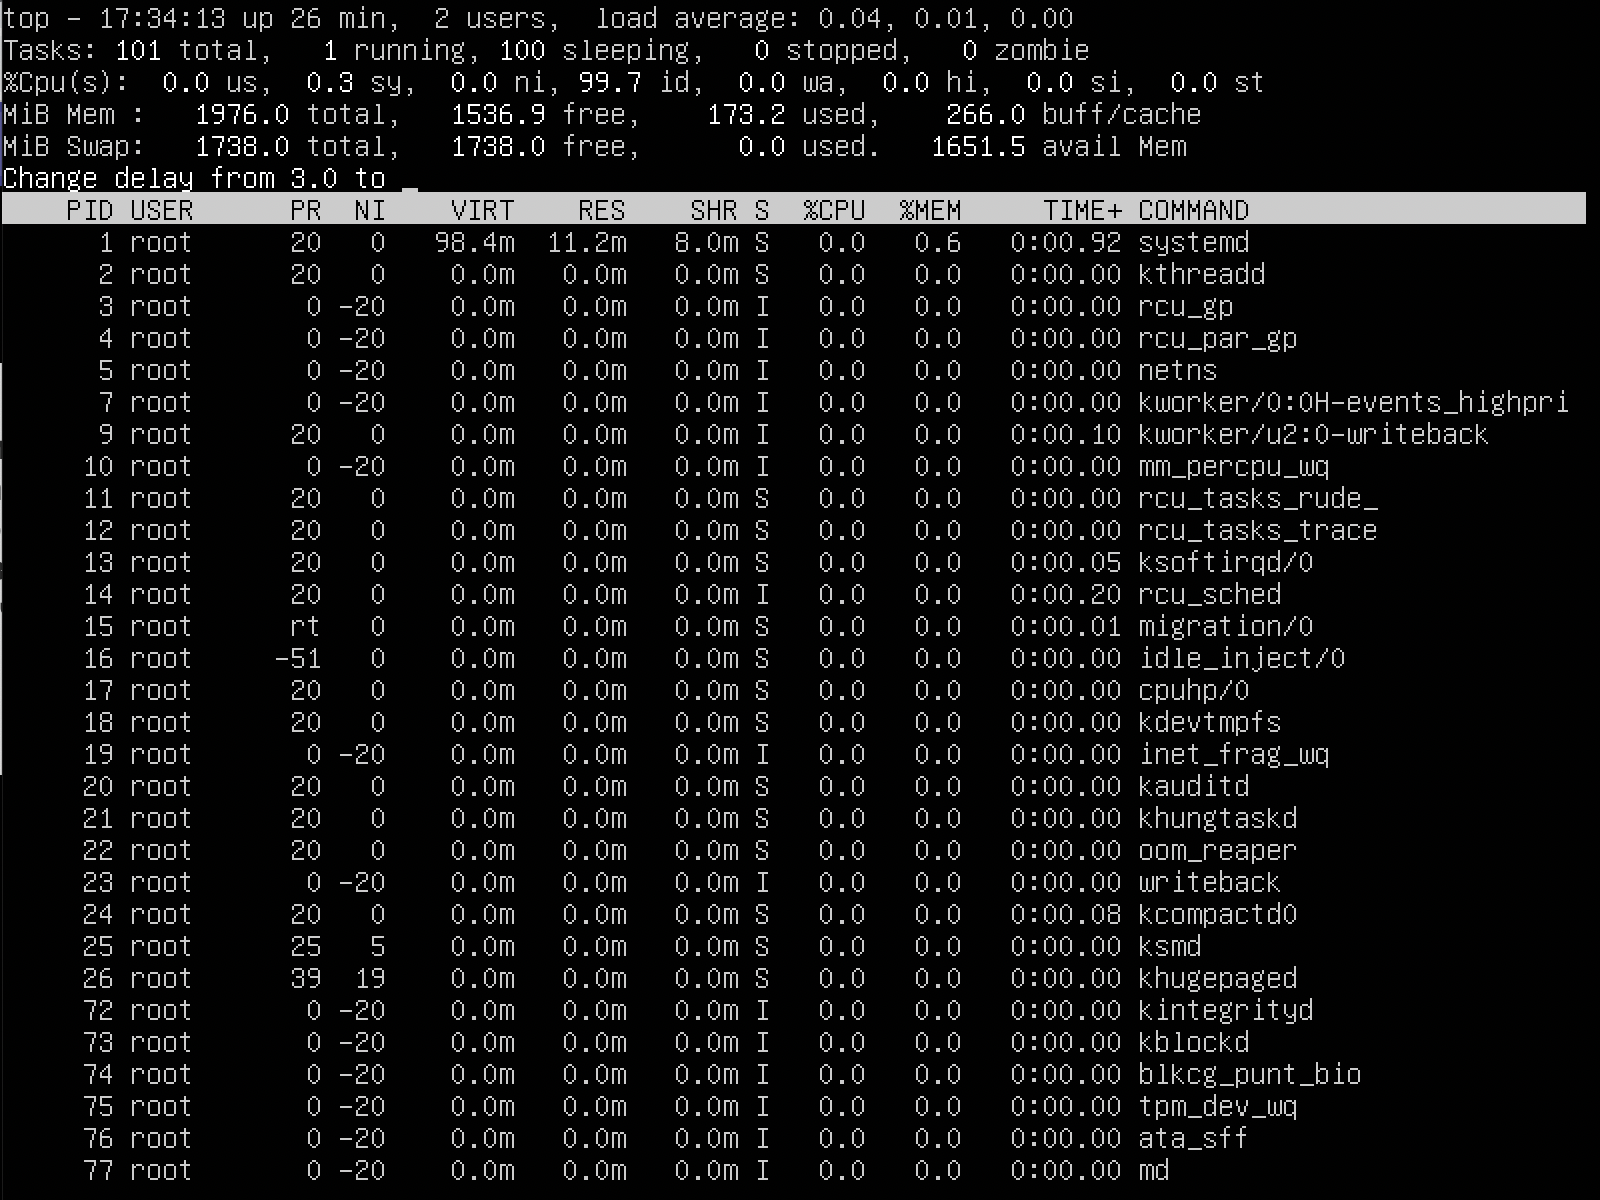 top - 17:34:13 up 26 min,  2 users,  load average: 0.04, 0.01, 0.00
Tasks: 101 total,   1 running, 100 sleeping,   0 stopped,   0 zombie
%Cpu(s):  0.0 us,  0.3 sy,  0.0 ni, 99.7 id,  0.0 wa,  0.0 hi,  0.0 si,  0.0 st
MiB Mem :   1976.0 total,   1536.9 free,    173.2 used,    266.0 buff/cache
MiB Swap:   1738.0 total,   1738.0 free,      0.0 used.   1651.5 avail Mem
Change delay from 3.0 to _
    PID USER      PR  NI    VIRT    RES    SHR S  %CPU  %MEM     TIME+ COMMAND
      1 root      20   0   98.4m  11.2m   8.0m S   0.0   0.6   0:00.92 systemd
      2 root      20   0    0.0m   0.0m   0.0m S   0.0   0.0   0:00.00 kthreadd
      3 root       0 -20    0.0m   0.0m   0.0m I   0.0   0.0   0:00.00 rcu_gp
      4 root       0 -20    0.0m   0.0m   0.0m I   0.0   0.0   0:00.00 rcu_par_gp
      5 root       0 -20    0.0m   0.0m   0.0m I   0.0   0.0   0:00.00 netns
      7 root       0 -20    0.0m   0.0m   0.0m I   0.0   0.0   0:00.00 kworker/0:0H-events_highpri
      9 root      20   0    0.0m   0.0m   0.0m I   0.0   0.0   0:00.10 kworker/u2:0-writeback
     10 root       0 -20    0.0m   0.0m   0.0m I   0.0   0.0   0:00.00 mm_percpu_wq
     11 root      20   0    0.0m   0.0m   0.0m S   0.0   0.0   0:00.00 rcu_tasks_rude_
     12 root      20   0    0.0m   0.0m   0.0m S   0.0   0.0   0:00.00 rcu_tasks_trace
     13 root      20   0    0.0m   0.0m   0.0m S   0.0   0.0   0:00.05 ksoftirqd/0
     14 root      20   0    0.0m   0.0m   0.0m I   0.0   0.0   0:00.20 rcu_sched
     15 root      rt   0    0.0m   0.0m   0.0m S   0.0   0.0   0:00.01 migration/0
     16 root     -51   0    0.0m   0.0m   0.0m S   0.0   0.0   0:00.00 idle_inject/0
     17 root      20   0    0.0m   0.0m   0.0m S   0.0   0.0   0:00.00 cpuhp/0
     18 root      20   0    0.0m   0.0m   0.0m S   0.0   0.0   0:00.00 kdevtmpfs
     19 root       0 -20    0.0m   0.0m   0.0m I   0.0   0.0   0:00.00 inet_frag_wq
     20 root      20   0    0.0m   0.0m   0.0m S   0.0   0.0   0:00.00 kauditd
     21 root      20   0    0.0m   0.0m   0.0m S   0.0   0.0   0:00.00 khungtaskd
     22 root      20   0    0.0m   0.0m   0.0m S   0.0   0.0   0:00.00 oom_reaper
     23 root       0 -20    0.0m   0.0m   0.0m I   0.0   0.0   0:00.00 writeback
     24 root      20   0    0.0m   0.0m   0.0m S   0.0   0.0   0:00.08 kcompactd0
     25 root      25   5    0.0m   0.0m   0.0m S   0.0   0.0   0:00.00 ksmd
     26 root      39  19    0.0m   0.0m   0.0m S   0.0   0.0   0:00.00 khugepaged
     72 root       0 -20    0.0m   0.0m   0.0m I   0.0   0.0   0:00.00 kintegrityd
     73 root       0 -20    0.0m   0.0m   0.0m I   0.0   0.0   0:00.00 kblockd
     74 root       0 -20    0.0m   0.0m   0.0m I   0.0   0.0   0:00.00 blkcg_punt_bio
     75 root       0 -20    0.0m   0.0m   0.0m I   0.0   0.0   0:00.00 tpm_dev_wq
     76 root       0 -20    0.0m   0.0m   0.0m I   0.0   0.0   0:00.00 ata_sff
     77 root       0 -20    0.0m   0.0m   0.0m I   0.0   0.0   0:00.00 md